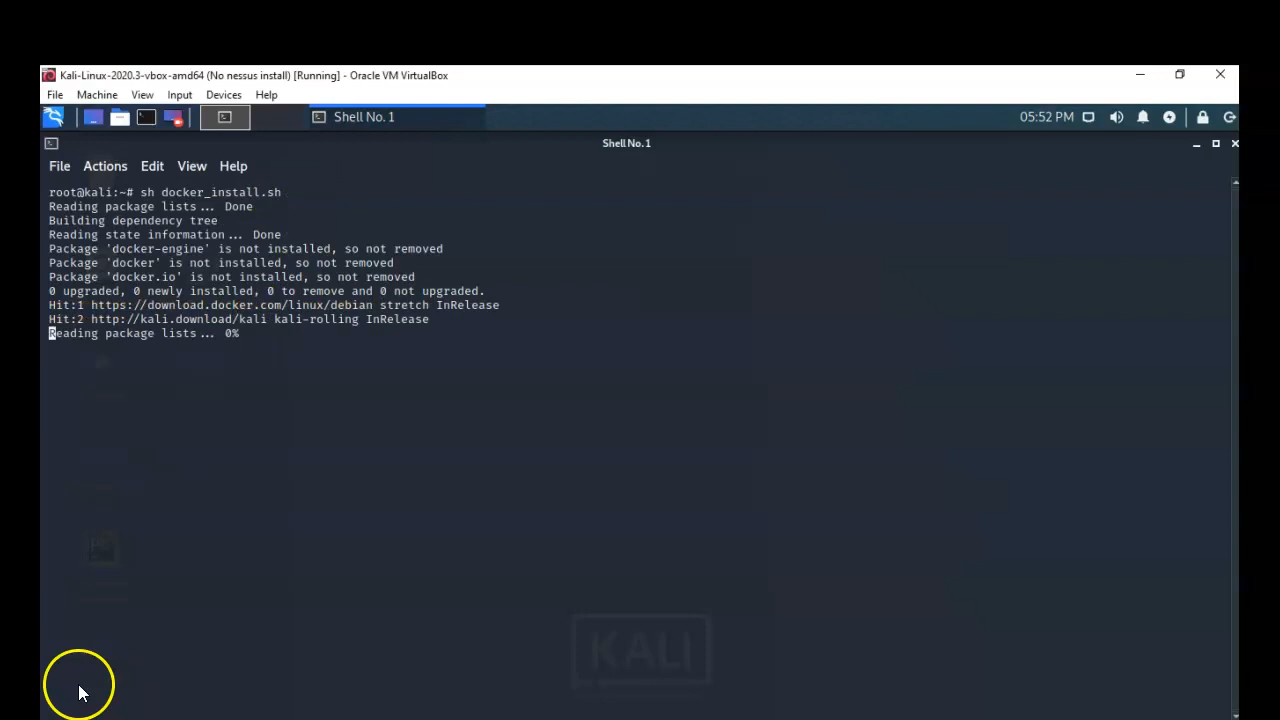 Kali-Linux-2020.3-vbox-amd64 (No nessus install) [Running] - Oracle VM VirtualBox
File Machine View Input Devices Help
Shell No. 1
05:52 PM
Shell No. 1
File Actions Edit View Help
root@kali:~# sh docker_install.sh
Reading package lists ... Done
Building dependency tree
Reading state information ... Done
Package 'docker-engine' is not installed, so not removed
Package 'docker' is not installed, so not removed
Package 'docker.io' is not installed, so not removed
0 upgraded, 0 newly installed, 0 to remove and 0 not upgraded.
Hit:1 https://download.docker.com/linux/debian stretch InRelease
Hit:2 http://kali.download/kali kali-rolling InRelease
Reading package lists ... 0%
KALI